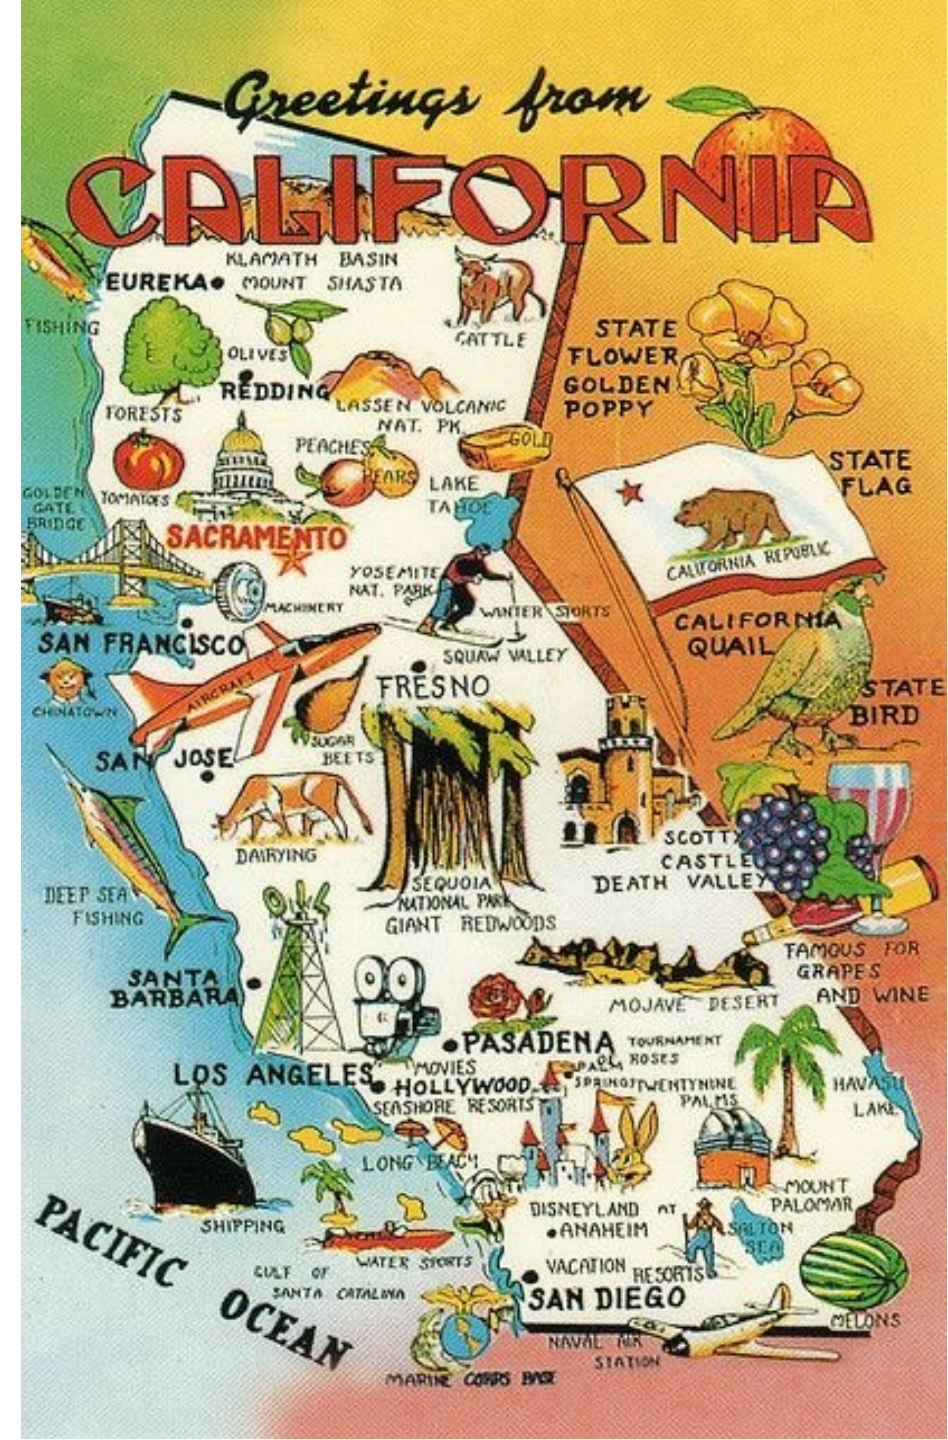 Greetings from
CALIFORNIA
KLAMATH BASIN
EUREKA
MOUNT SHASTA
FISHING
CATTLE
OLIVES
REDDING
FORESTS
LASSEN VOLCANIC
NAT. PK.
STATE
FLOWER
GOLDEN
POPPY
PEACHES
PEARS
GOLD
STATE
FLAG
GOLDEN
GATE
BRIDGE
TOMATOES
LAKE
TAHOE
SACRAMENTO
CALIFORNIA REPUBLIC
YOSEMITE
NAT. PARK
MACHINERY
WINTER SPORTS
SAN FRANCISCO
SQUAW VALLEY
CALIFORNIA
QUAIL
AIRCRAFT
FRESNO
STATE
BIRD
CHINATOWN
SUGAR
BEETS
SAN JOSE
DAIRYING
SCOTTY
CASTLE
DEATH VALLEY
SEQUOIA
NATIONAL PARK
GIANT REDWOODS
DEEP SEA
FISHING
OIL
FAMOUS FOR
GRAPES
AND WINE
SANTA
BARBARA
MOJAVE DESERT
PASADENA
TOURNAMENT
OF ROSES
LOS ANGELES
MOVIES
HOLLYWOOD
PALM
SPRINGS
TWENTYNINE
PALMS
HAVASU
LAKE
SEASHORE RESORTS
LONG BEACH
MOUNT
PALOMAR
SHIPPING
DISNEYLAND AT
ANAHEIM
SALTON
SEA
PACIFIC
OCEAN
WATER SPORTS
GULF OF
SANTA CATALINA
VACATION RESORTS
SAN DIEGO
MELONS
NAVAL AIR
STATION
MARINE CORPS BASE